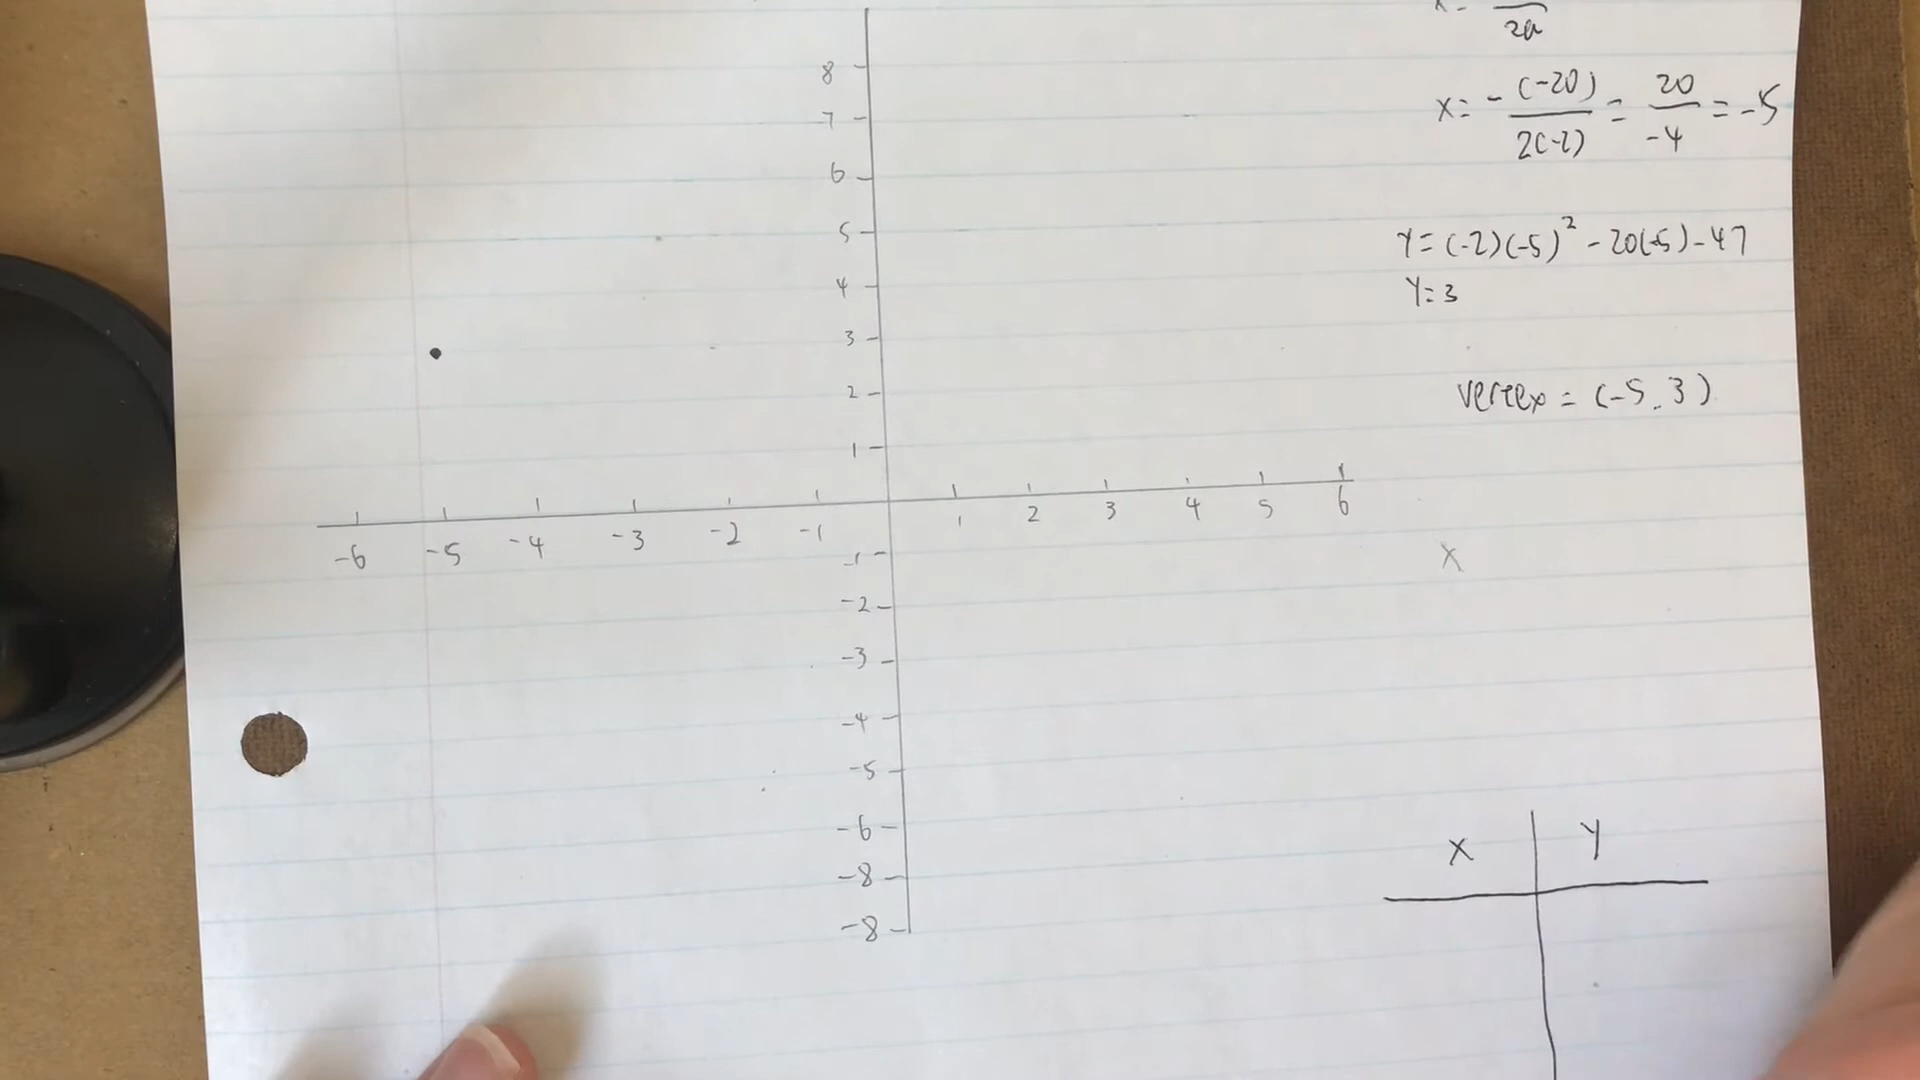 x = — / 2a
x = - (-20) / 2(-2) = 20 / -4 = -5
Y = (-2)(-5)² - 20(-5) - 47
Y = 3
vertex = (-5, 3)
8
7
6
5
4
3
2
1
-6 -5 -4 -3 -2 -1 1 2 3 4 5 6
x
-1
-2
-3
-4
-5
-6
-8
-8
x Y